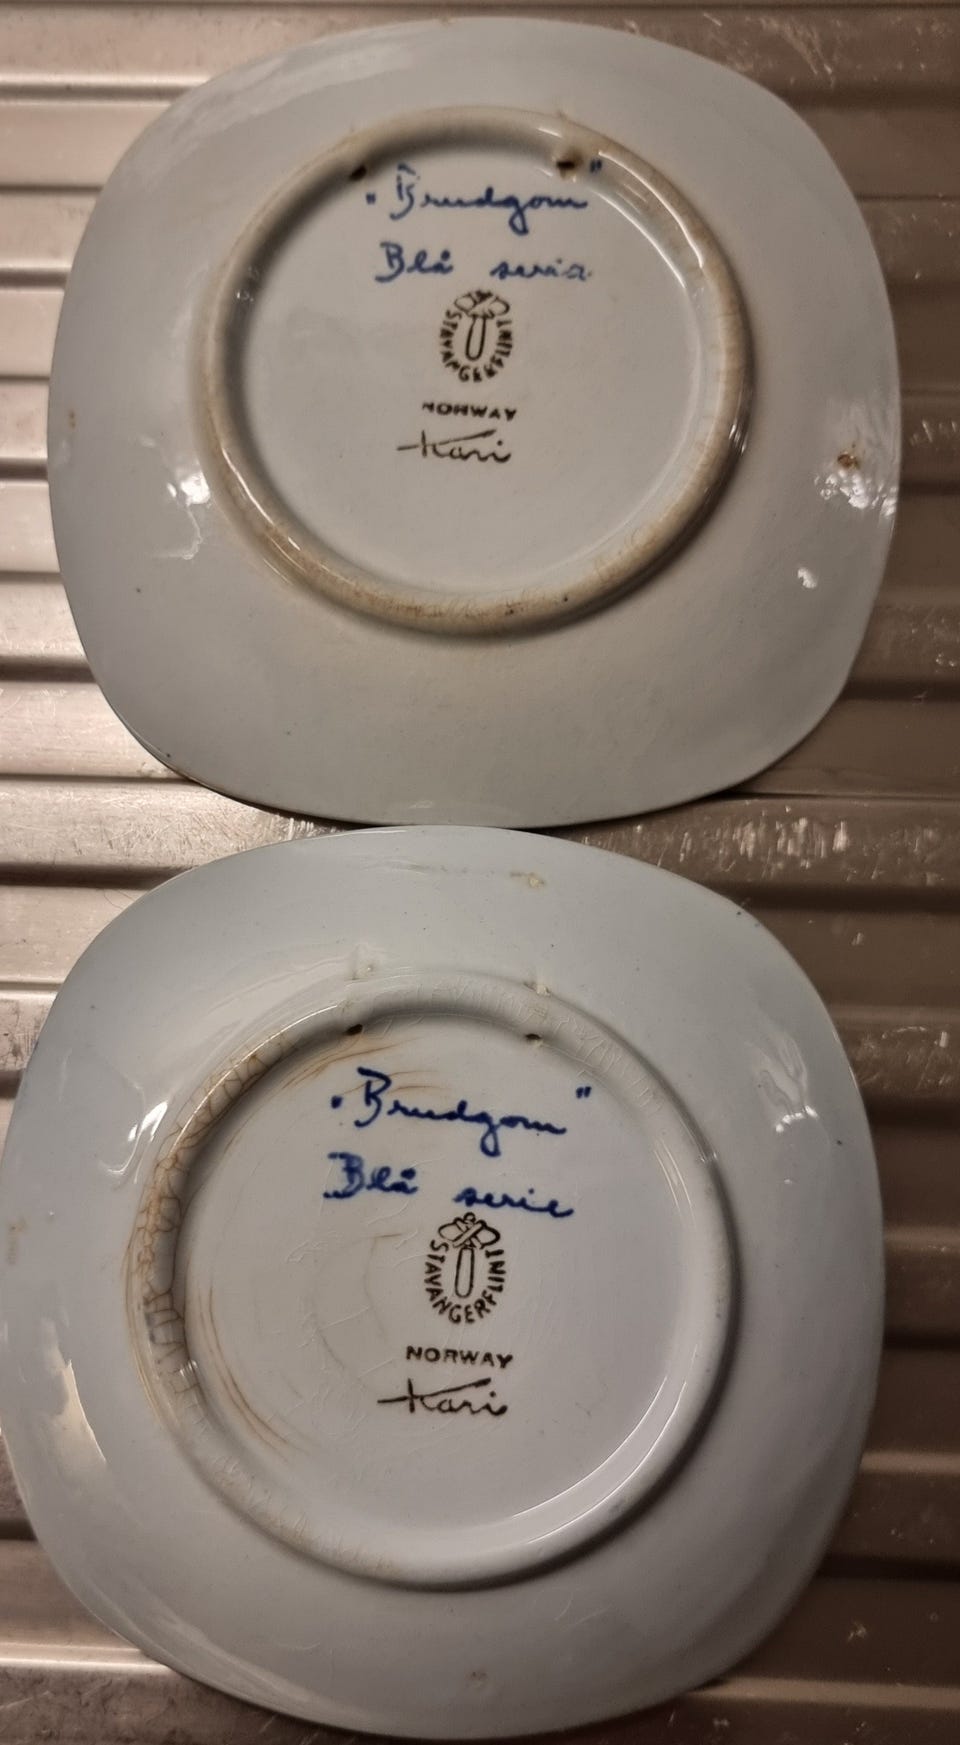 „Brudgom”
Blå serie
STAVANGERFLINT
NORWAY
Kari
„Brudgom”
Blå serie
STAVANGERFLINT
NORWAY
Kari